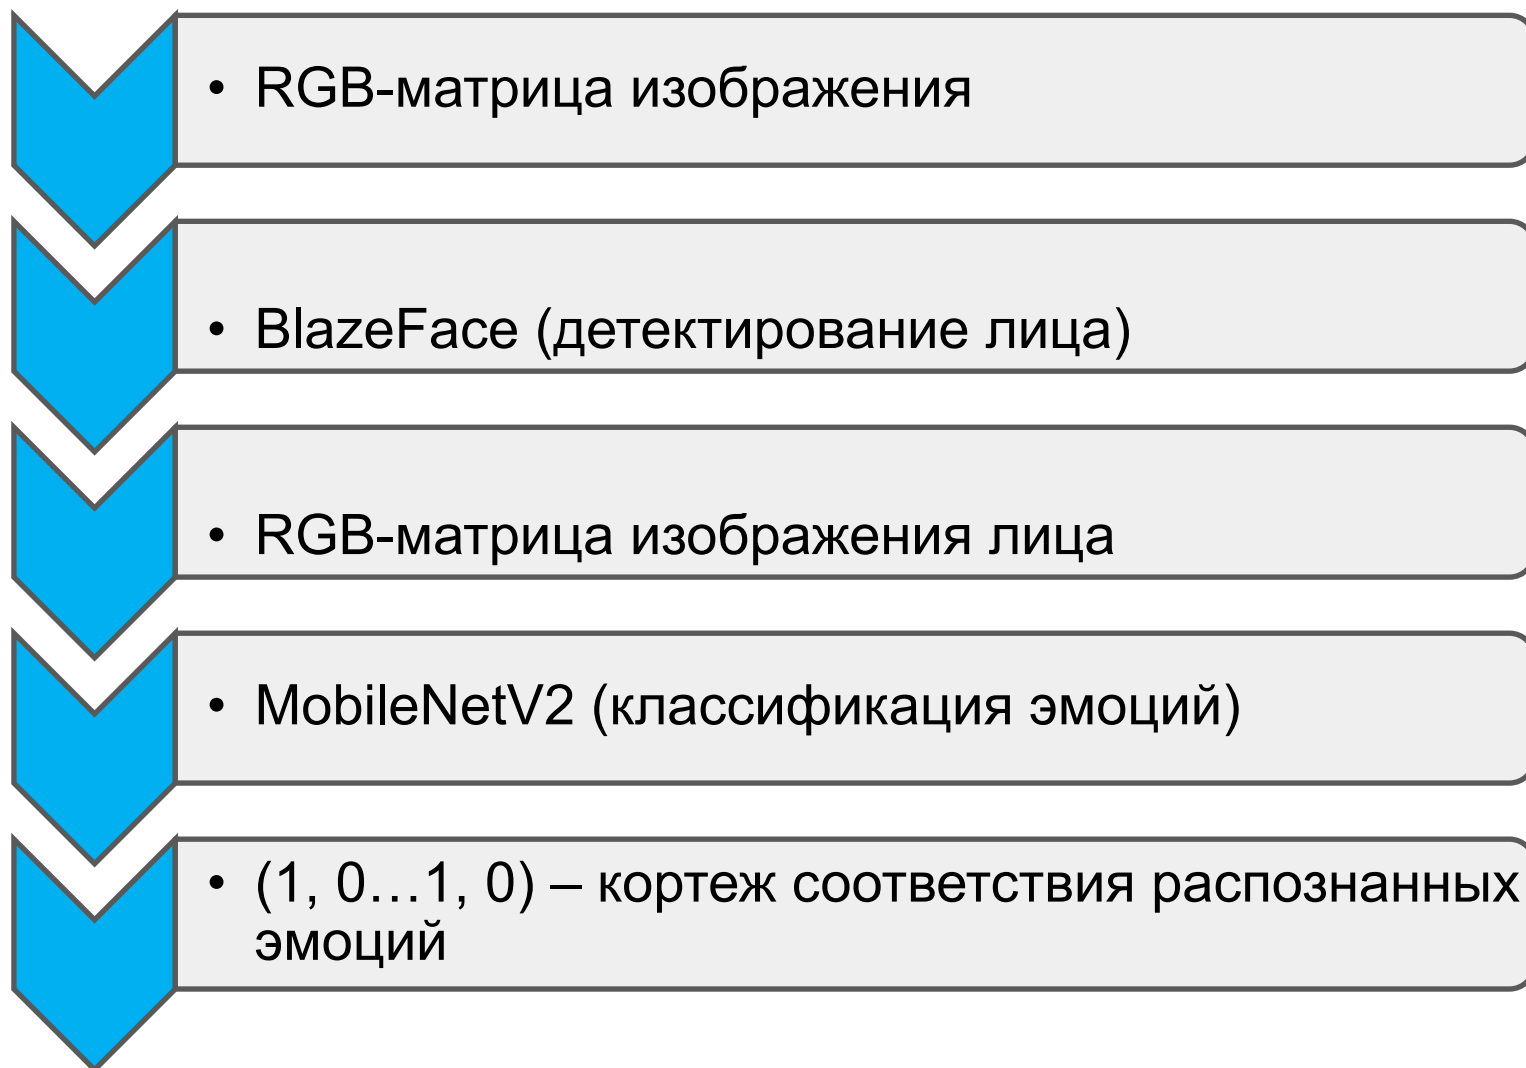 • RGB-матрица изображения
• BlazeFace (детектирование лица)
• RGB-матрица изображения лица
• MobileNetV2 (классификация эмоций)
• (1, 0…1, 0) – кортеж соответствия распознанных
эмоций